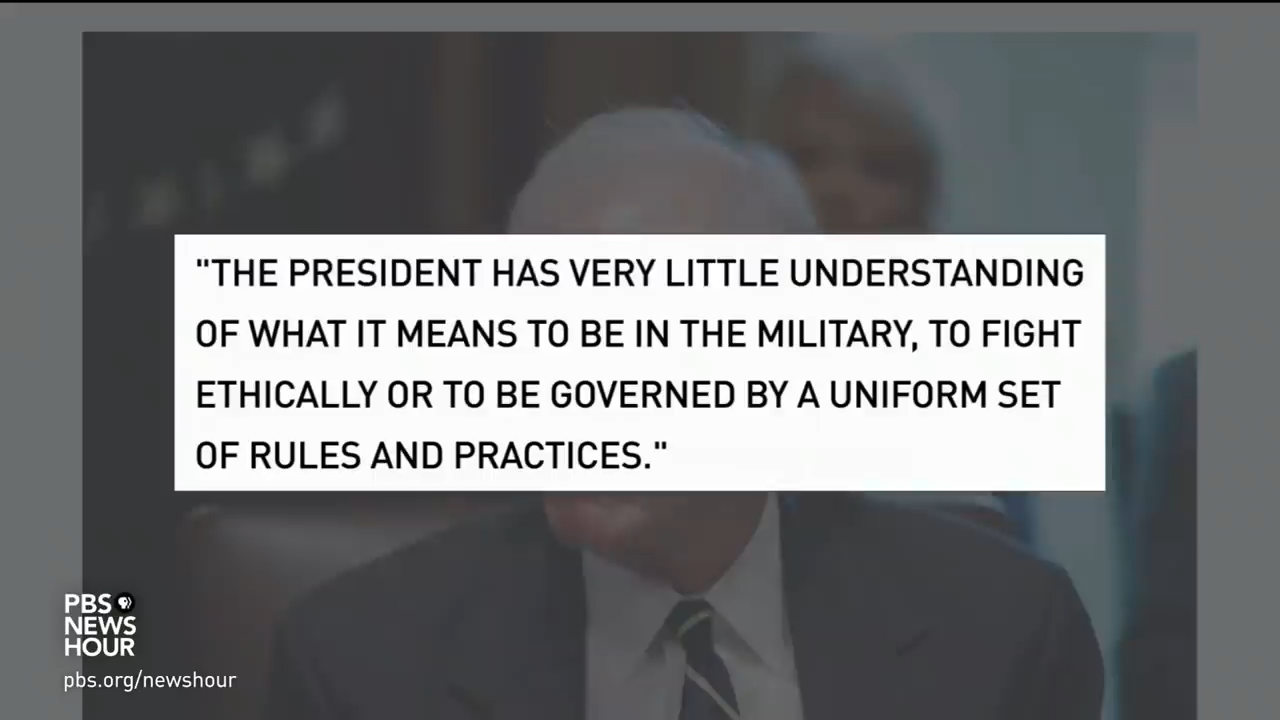 "THE PRESIDENT HAS VERY LITTLE UNDERSTANDING
OF WHAT IT MEANS TO BE IN THE MILITARY, TO FIGHT
ETHICALLY OR TO BE GOVERNED BY A UNIFORM SET
OF RULES AND PRACTICES."
PBS
NEWS
HOUR
pbs.org/newshour